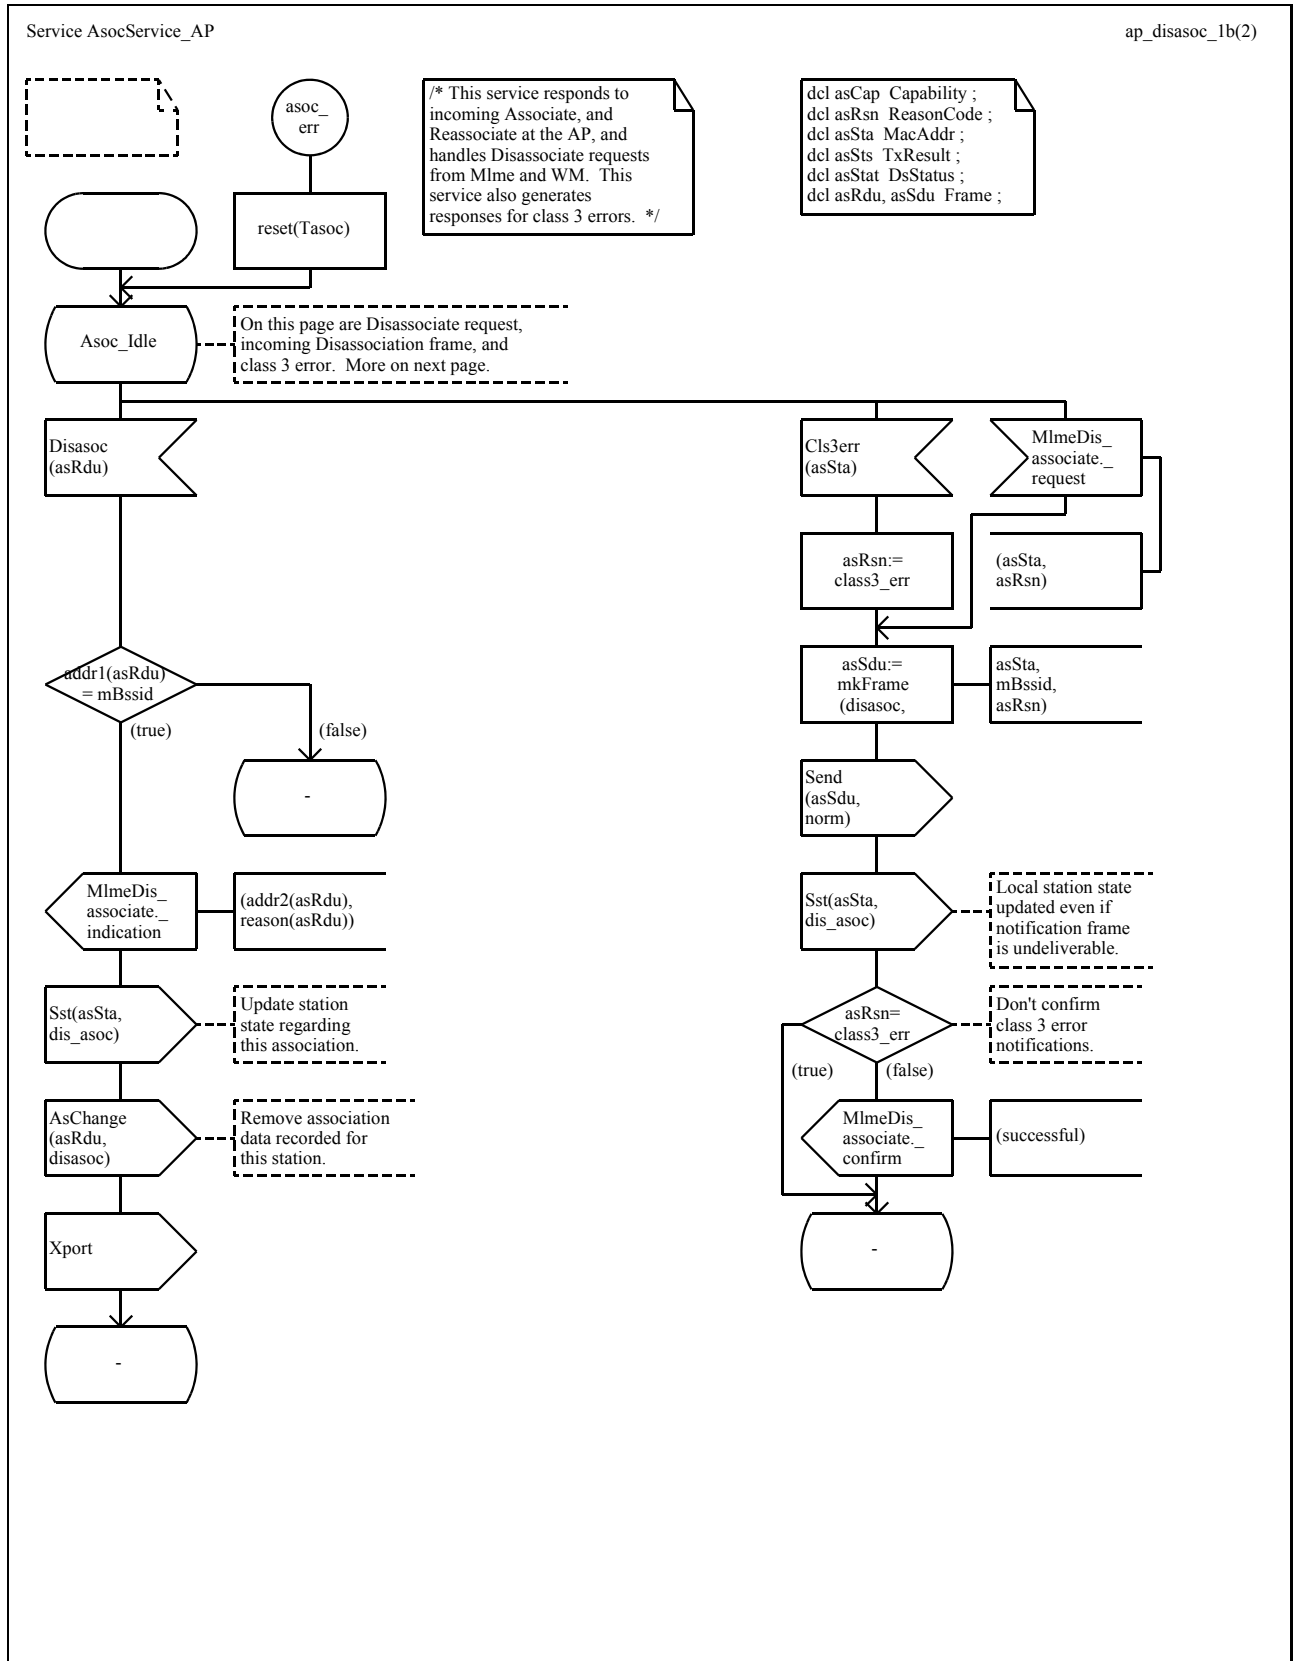 Service AsocService_AP
ap_disasoc_1b(2)
asoc_
err
/* This service responds to
incoming Associate, and
Reassociate at the AP, and
handles Disassociate requests
from Mlme and WM.  This
service also generates
responses for class 3 errors.  */
dcl asCap  Capability ;
dcl asRsn  ReasonCode ;
dcl asSta  MacAddr ;
dcl asSts  TxResult ;
dcl asStat  DsStatus ;
dcl asRdu, asSdu  Frame ;
reset(Tasoc)
Asoc_Idle
On this page are Disassociate request,
incoming Disassociation frame, and
class 3 error.  More on next page.
Disasoc
(asRdu)
addr1(asRdu)
= mBssid
(true)
(false)
-
MlmeDis_
associate._
indication
(addr2(asRdu),
reason(asRdu))
Sst(asSta,
dis_asoc)
Update station
state regarding
this association.
AsChange
(asRdu,
disasoc)
Remove association
data recorded for
this station.
Xport
-
Cls3err
(asSta)
MlmeDis_
associate._
request
asRsn:=
class3_err
(asSta,
asRsn)
asSdu:=
mkFrame
(disasoc,
asSta,
mBssid,
asRsn)
Send
(asSdu,
norm)
Sst(asSta,
dis_asoc)
Local station state
updated even if
notification frame
is undeliverable.
asRsn=
class3_err
Don't confirm
class 3 error
notifications.
(true)
(false)
MlmeDis_
associate._
confirm
(successful)
-